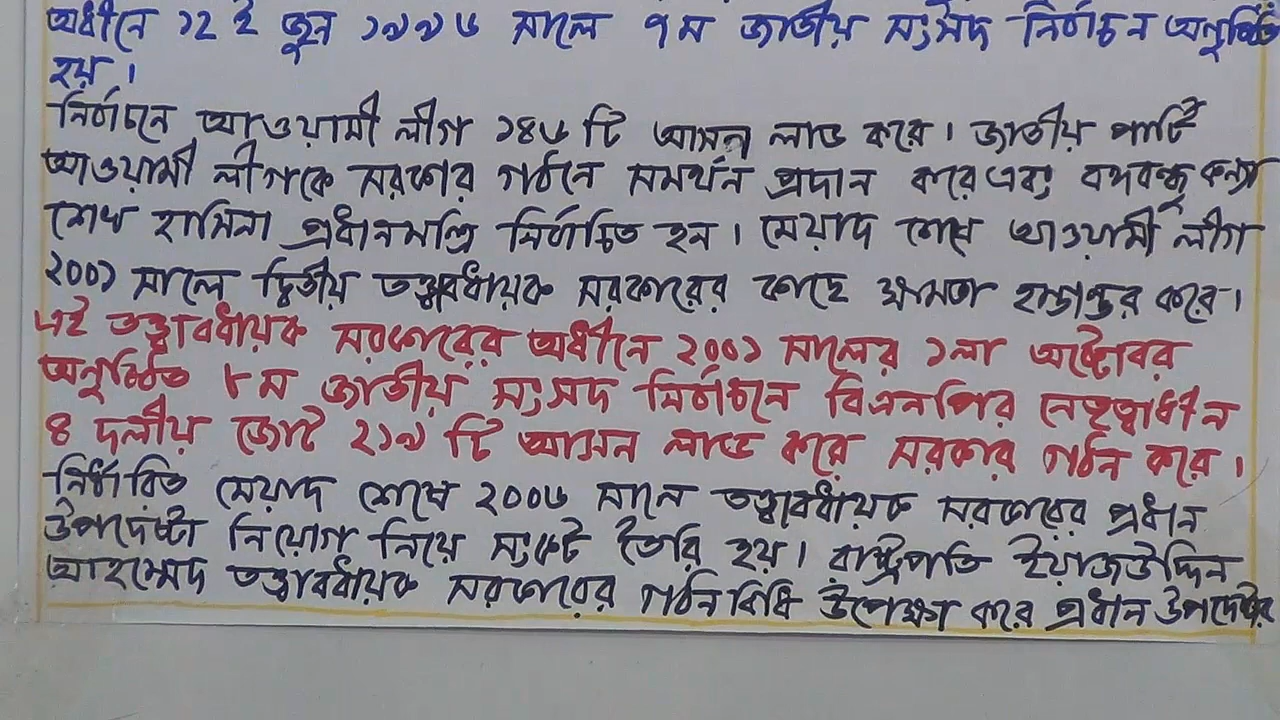 অধীনে ১২ ই জুন ১৯৯৬ সালে ৭ম জাতীয় সংসদ নির্বাচন অনুষ্ঠিত
হয়।
নির্বাচনে আওয়ামী লীগ ১৪৬ টি আসন লাভ করে। জাতীয় পার্টি
আওয়ামী লীগকে সরকার গঠনে সমর্থন প্রদান করে এবং বঙ্গবন্ধু কন্যা
শেখ হাসিনা প্রধানমন্ত্রি নির্বাচিত হন। মেয়াদ শেষে আওয়ামী লীগ
২০০১ সালে দ্বিতীয় তত্ত্বাবধায়ক সরকারের কাছে ক্ষমতা হস্তান্তর করে।
এই তত্ত্বাবধায়ক সরকারের অধীনে ২০০১ সালের ১লা অক্টোবর
অনুষ্ঠিত ৮ম জাতীয় সংসদ নির্বাচনে বিএনপির নেতৃত্বাধীন
৪ দলীয় জোট ২১৯ টি আসন লাভ করে সরকার গঠন করে।
নির্ধারিত মেয়াদ শেষে ২০০৬ সালে তত্ত্বাবধায়ক সরকারের প্রধান
উপদেষ্টা নিয়োগ নিয়ে সংকট তৈরি হয়। রাষ্ট্রপতি ইয়াজউদ্দিন
আহম্মেদ তত্ত্বাবধায়ক সরকারের গঠনবিধি উপেক্ষা করে প্রধান উপদেষ্টার